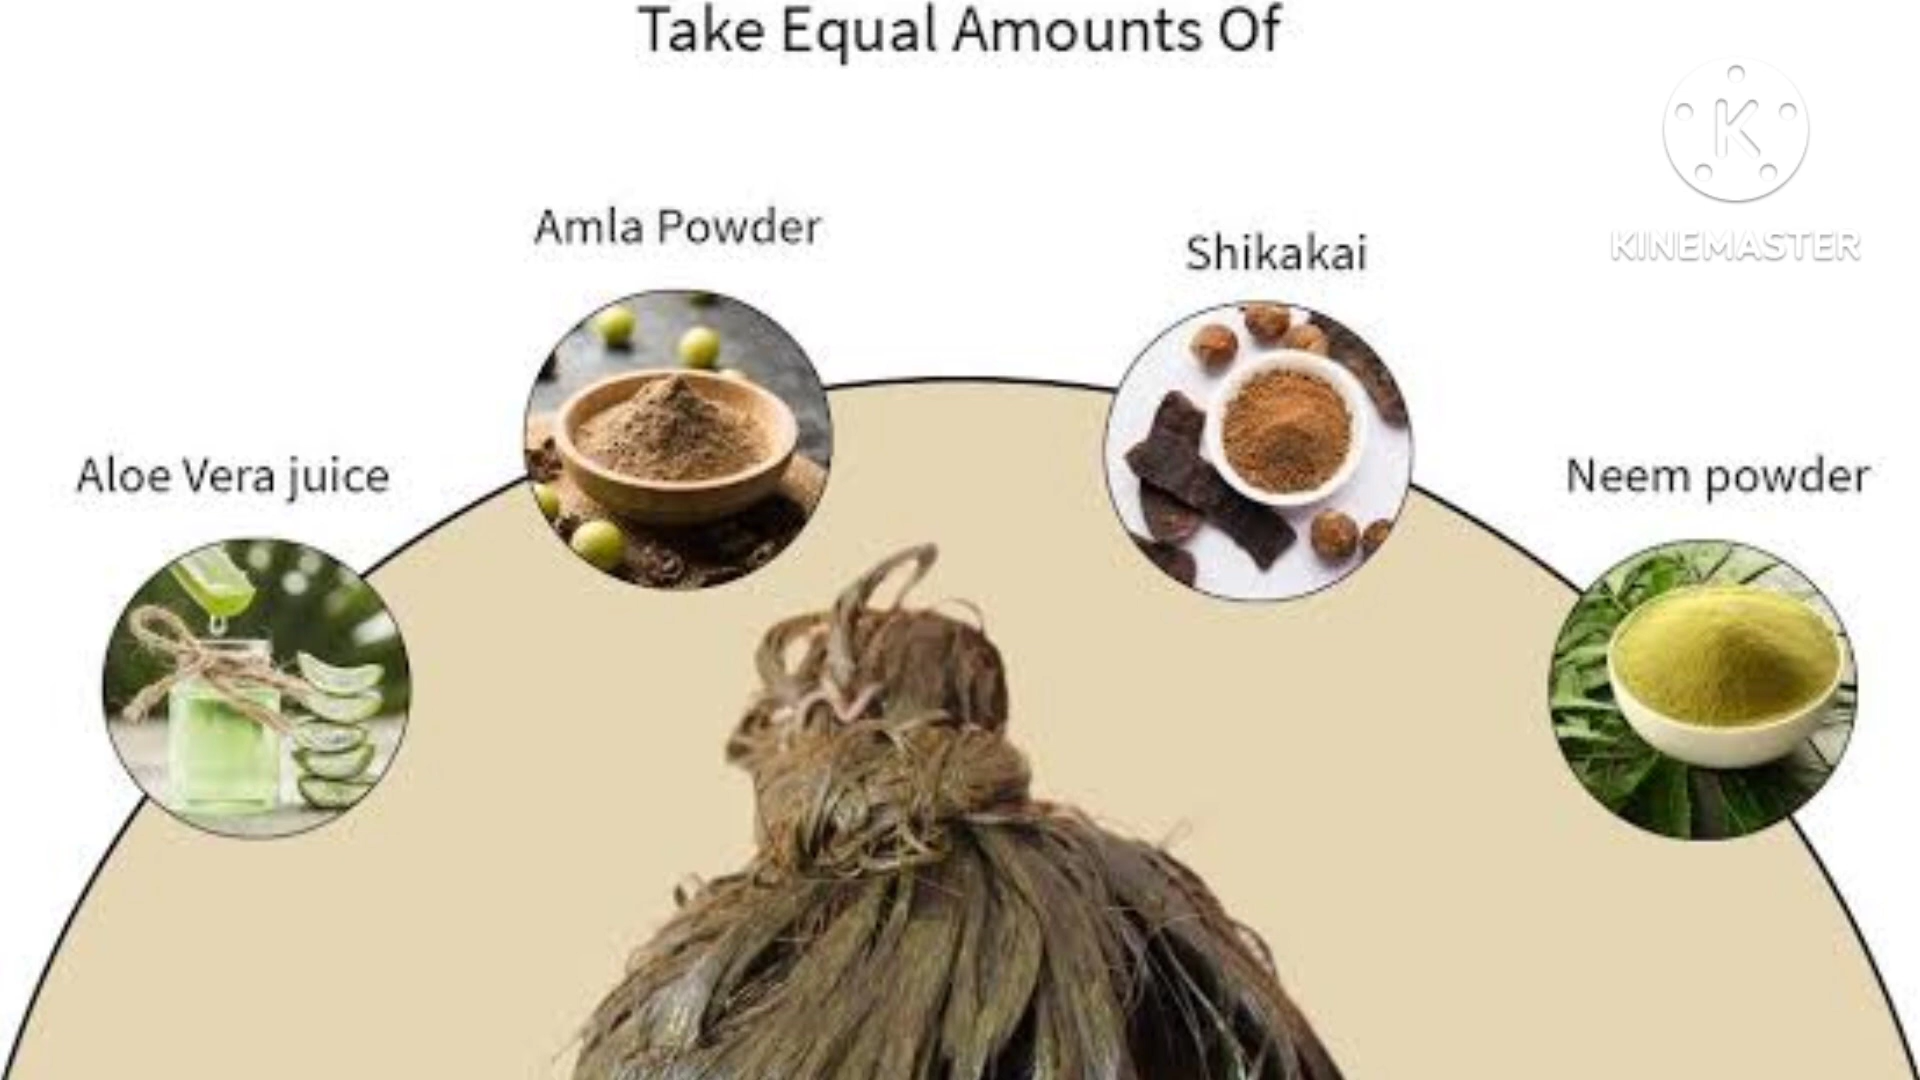 Take Equal Amounts Of
K
KINEMASTER
Amla Powder
Shikakai
Aloe Vera juice
Neem powder